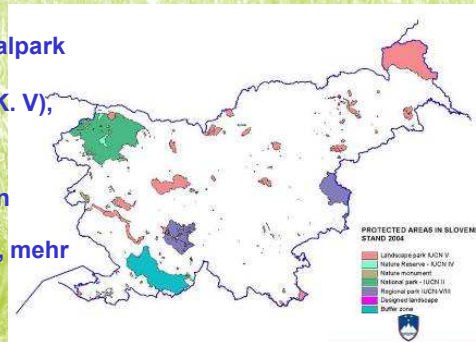 alpark
K. V),
n
, mehr
PROTECTED AREAS IN SLOVENI
STAND 2004
Landscape park IUCN V
Nature Reserve - IUCN IV
Nature monument
National park - IUCN II
Regional park IUCN-V/III
Designed landscape
Buffer zone